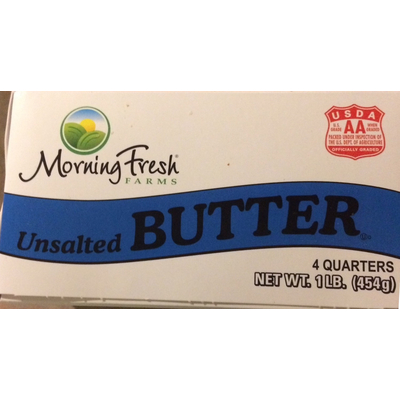 Morning Fresh®
FARMS
USDA
U.S. GRADE AA WHEN GRADED
PACKED UNDER INSPECTION OF
THE U.S. DEPT. OF AGRICULTURE
OFFICIALLY GRADED
Unsalted BUTTER
4 QUARTERS
NET WT. 1 LB. (454g)